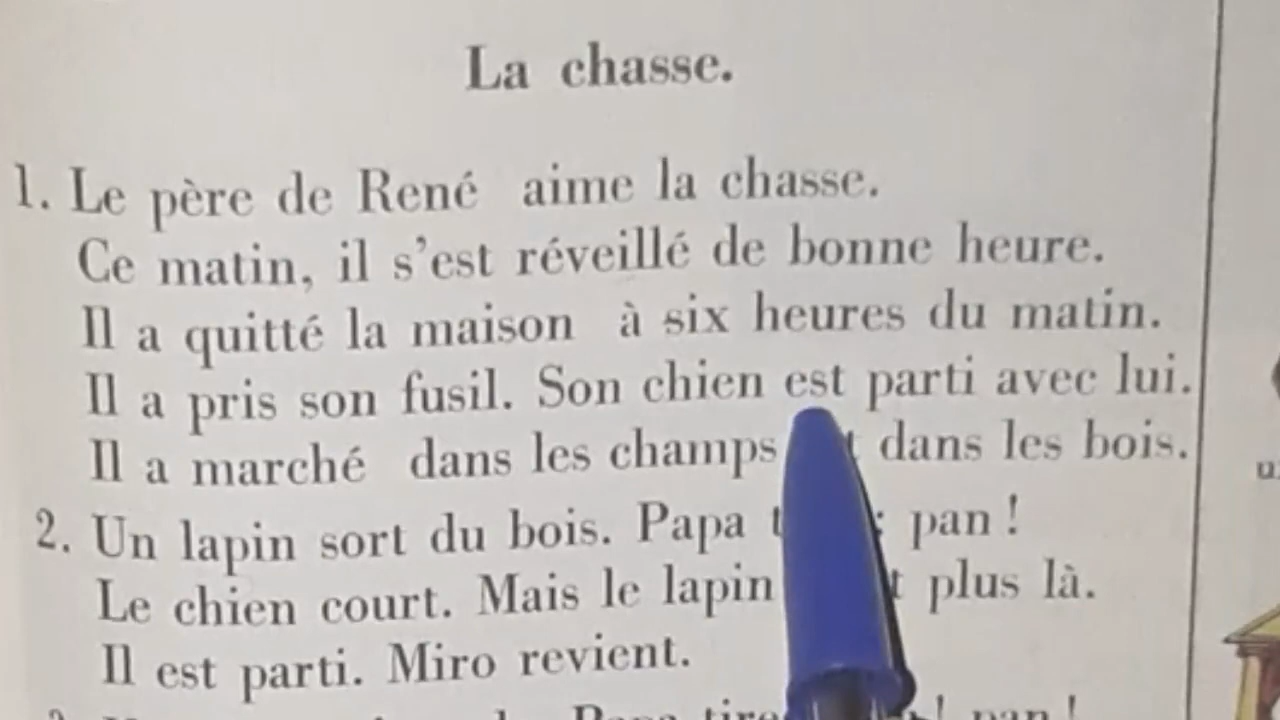 La chasse.
1. Le père de René aime la chasse.
Ce matin, il s'est réveillé de bonne heure.
Il a quitté la maison à six heures du matin.
Il a pris son fusil. Son chien est parti avec lui.
Il a marché dans les champs dans les bois.
2. Un lapin sort du bois. Papa : pan !
Le chien court. Mais le lapin plus là.
Il est parti. Miro revient.
Papa tire ! pan !